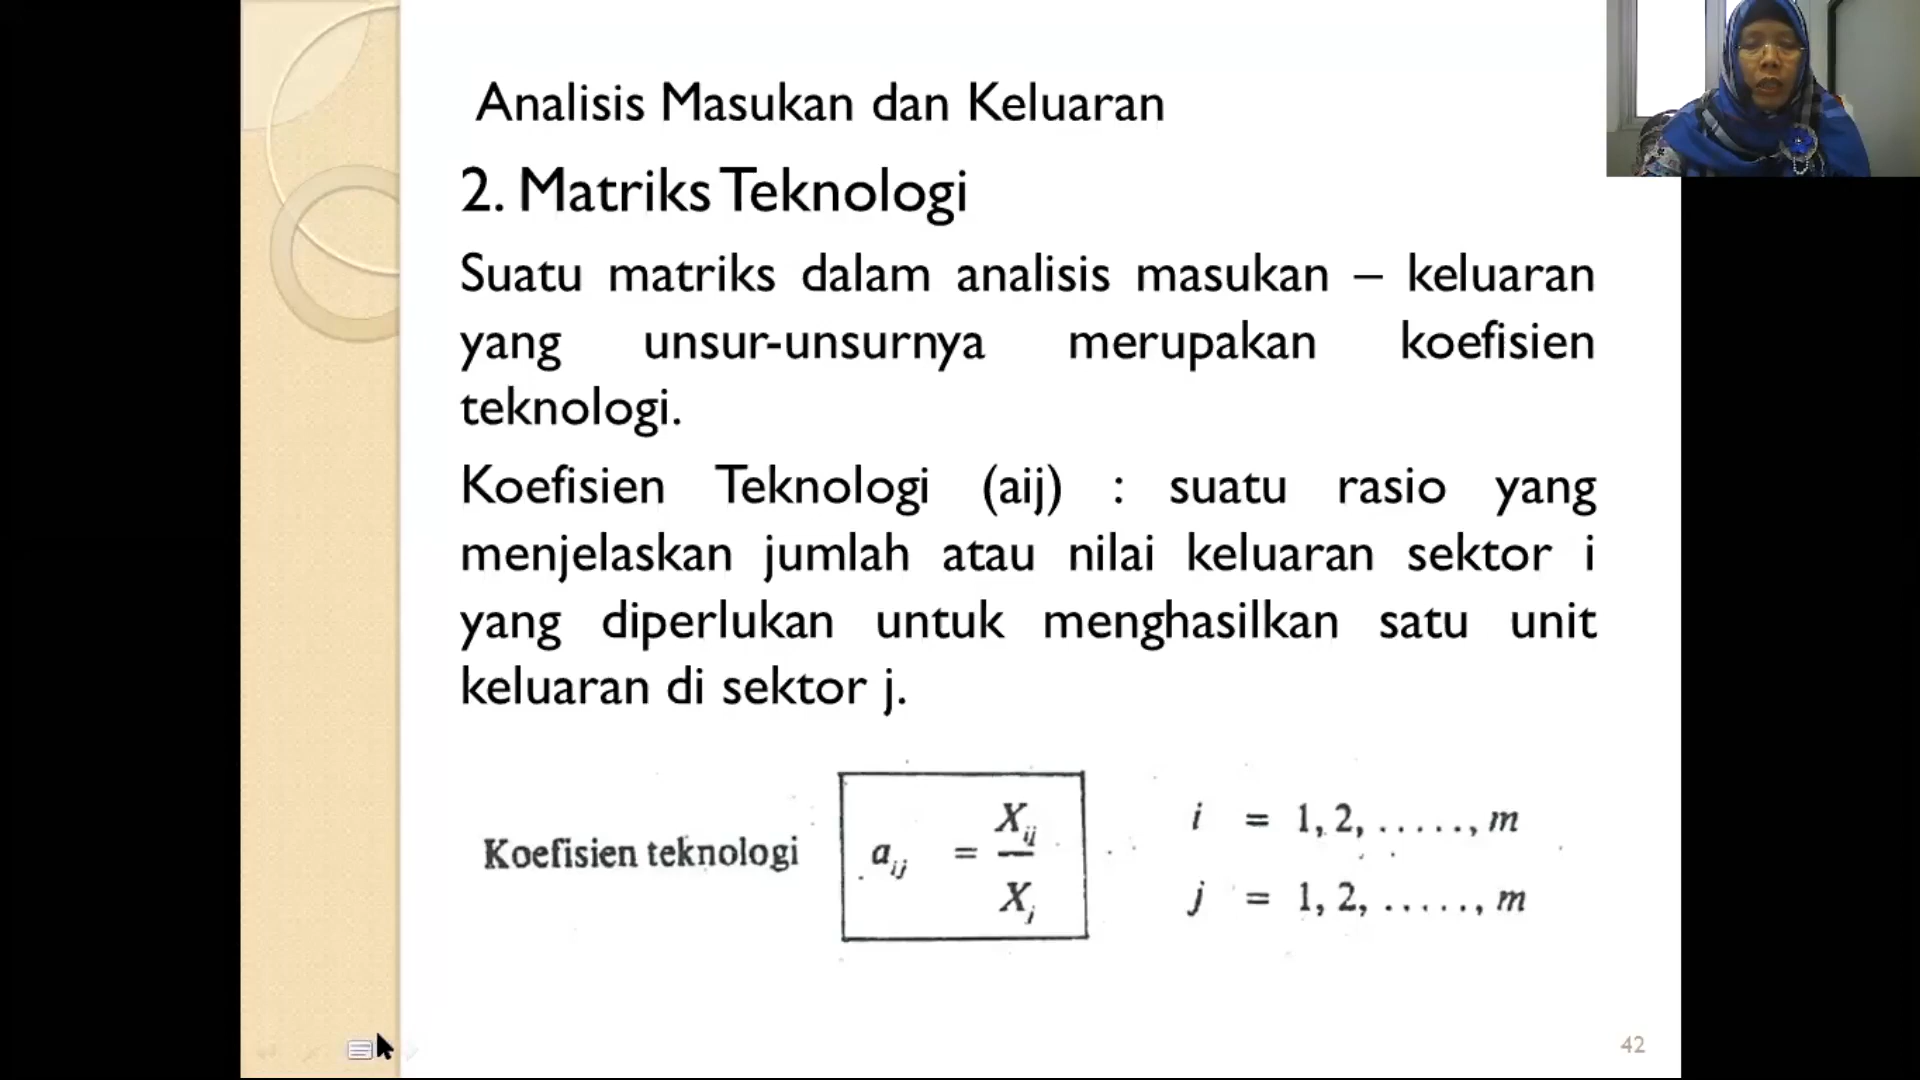 Analisis Masukan dan Keluaran
2. Matriks Teknologi
Suatu matriks dalam analisis masukan – keluaran
yang unsur-unsurnya merupakan koefisien
teknologi.
Koefisien Teknologi (aij) : suatu rasio yang
menjelaskan jumlah atau nilai keluaran sektor i
yang diperlukan untuk menghasilkan satu unit
keluaran di sektor j.
Koefisien teknologi a_ij = X_ij / X_j
i = 1, 2, ....., m
j = 1, 2, ....., m
42